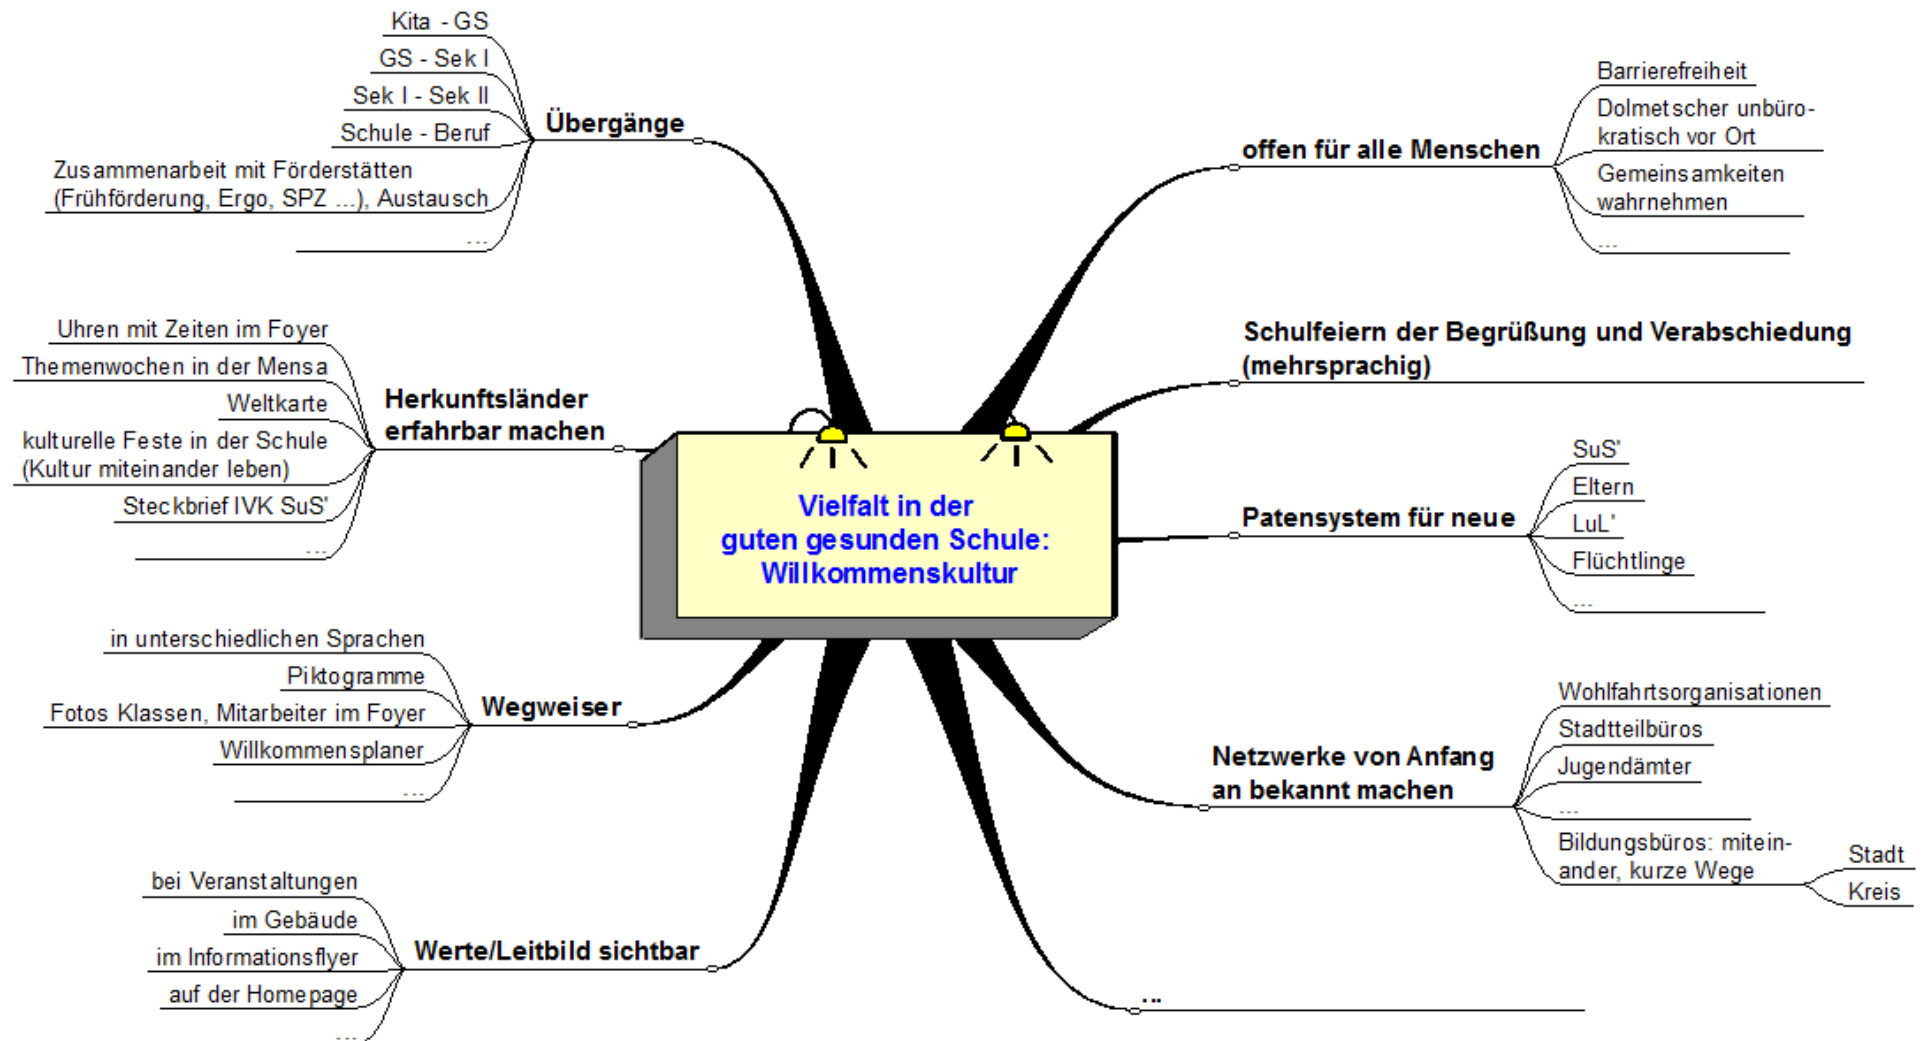 Vielfalt in der
guten gesunden Schule:
Willkommenskultur
offen für alle Menschen
Barrierefreiheit
Dolmetscher unbüro-
kratisch vor Ort
Gemeinsamkeiten
wahrnehmen
...
Schulfeiern der Begrüßung und Verabschiedung
(mehrsprachig)
Patensystem für neue
SuS'
Eltern
LuL'
Flüchtlinge
...
Netzwerke von Anfang
an bekannt machen
Wohlfahrtsorganisationen
Stadtteilbüros
Jugendämter
...
Bildungsbüros: mitein-
ander, kurze Wege
Stadt
Kreis
...
Werte/Leitbild sichtbar
bei Veranstaltungen
im Gebäude
im Informationsflyer
auf der Homepage
...
Wegweiser
in unterschiedlichen Sprachen
Piktogramme
Fotos Klassen, Mitarbeiter im Foyer
Willkommensplaner
...
Herkunftsländer
erfahrbar machen
Uhren mit Zeiten im Foyer
Themenwochen in der Mensa
Weltkarte
kulturelle Feste in der Schule
(Kultur miteinander leben)
Steckbrief IVK SuS'
...
Übergänge
Kita - GS
GS - Sek I
Sek I - Sek II
Schule - Beruf
Zusammenarbeit mit Förderstätten
(Frühförderung, Ergo, SPZ ...), Austausch
...